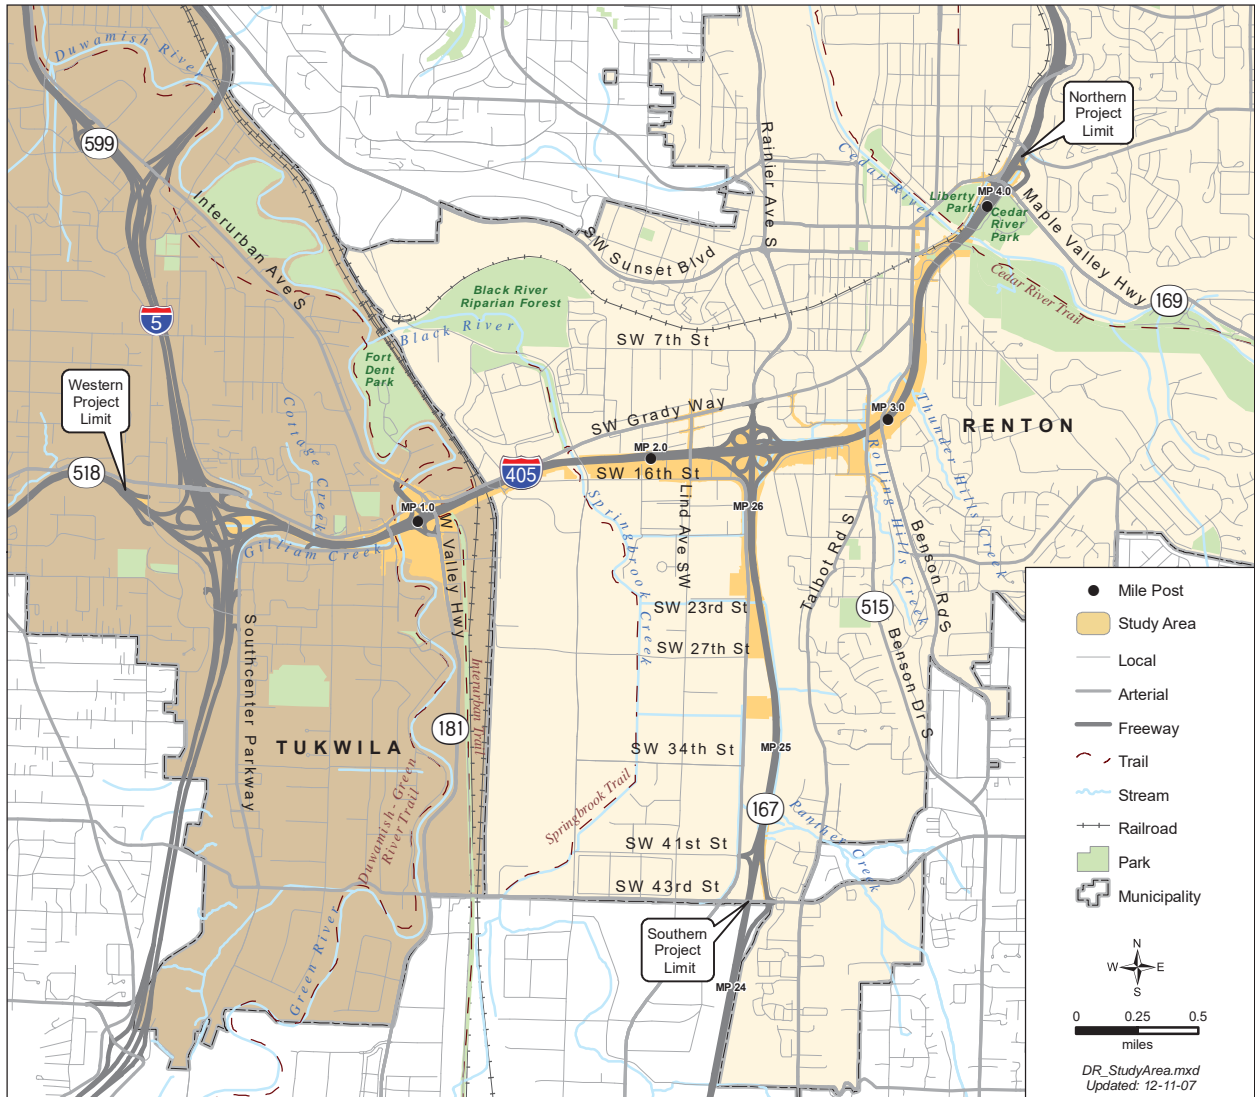 Duwamish River
599
Interurban Ave S
5
Western
Project
Limit
518
Cottage Creek
Gilliam Creek
Fort
Dent
Park
Black River
Riparian Forest
Black River
SW Sunset Blvd
Rainier Ave S
Cedar River
Liberty
Park
MP 4.0
Cedar
River
Park
Northern
Project
Limit
Maple Valley Hwy
169
Cedar River Trail
SW 7th St
SW Grady Way
MP 3.0
Thunder Hills Creek
RENTON
MP 2.0
405
SW 16th St
MP 1.0
W Valley Hwy
Springbrook Creek
Lind Ave SW
MP 26
Rolling Hills Creek
Talbot Rd S
Benson Rd S
515
Benson Dr S
SW 23rd St
SW 27th St
Southcenter Parkway
TUKWILA
181
Interurban Trail
Duwamish-Green
River Trail
Green River
SW 34th St
MP 25
Springbrook Trail
167
Panther Creek
SW 41st St
SW 43rd St
Southern
Project
Limit
MP 24
Mile Post
Study Area
Local
Arterial
Freeway
Trail
Stream
Railroad
Park
Municipality
N
W E
S
0 0.25 0.5
miles
DR_StudyArea.mxd
Updated: 12-11-07